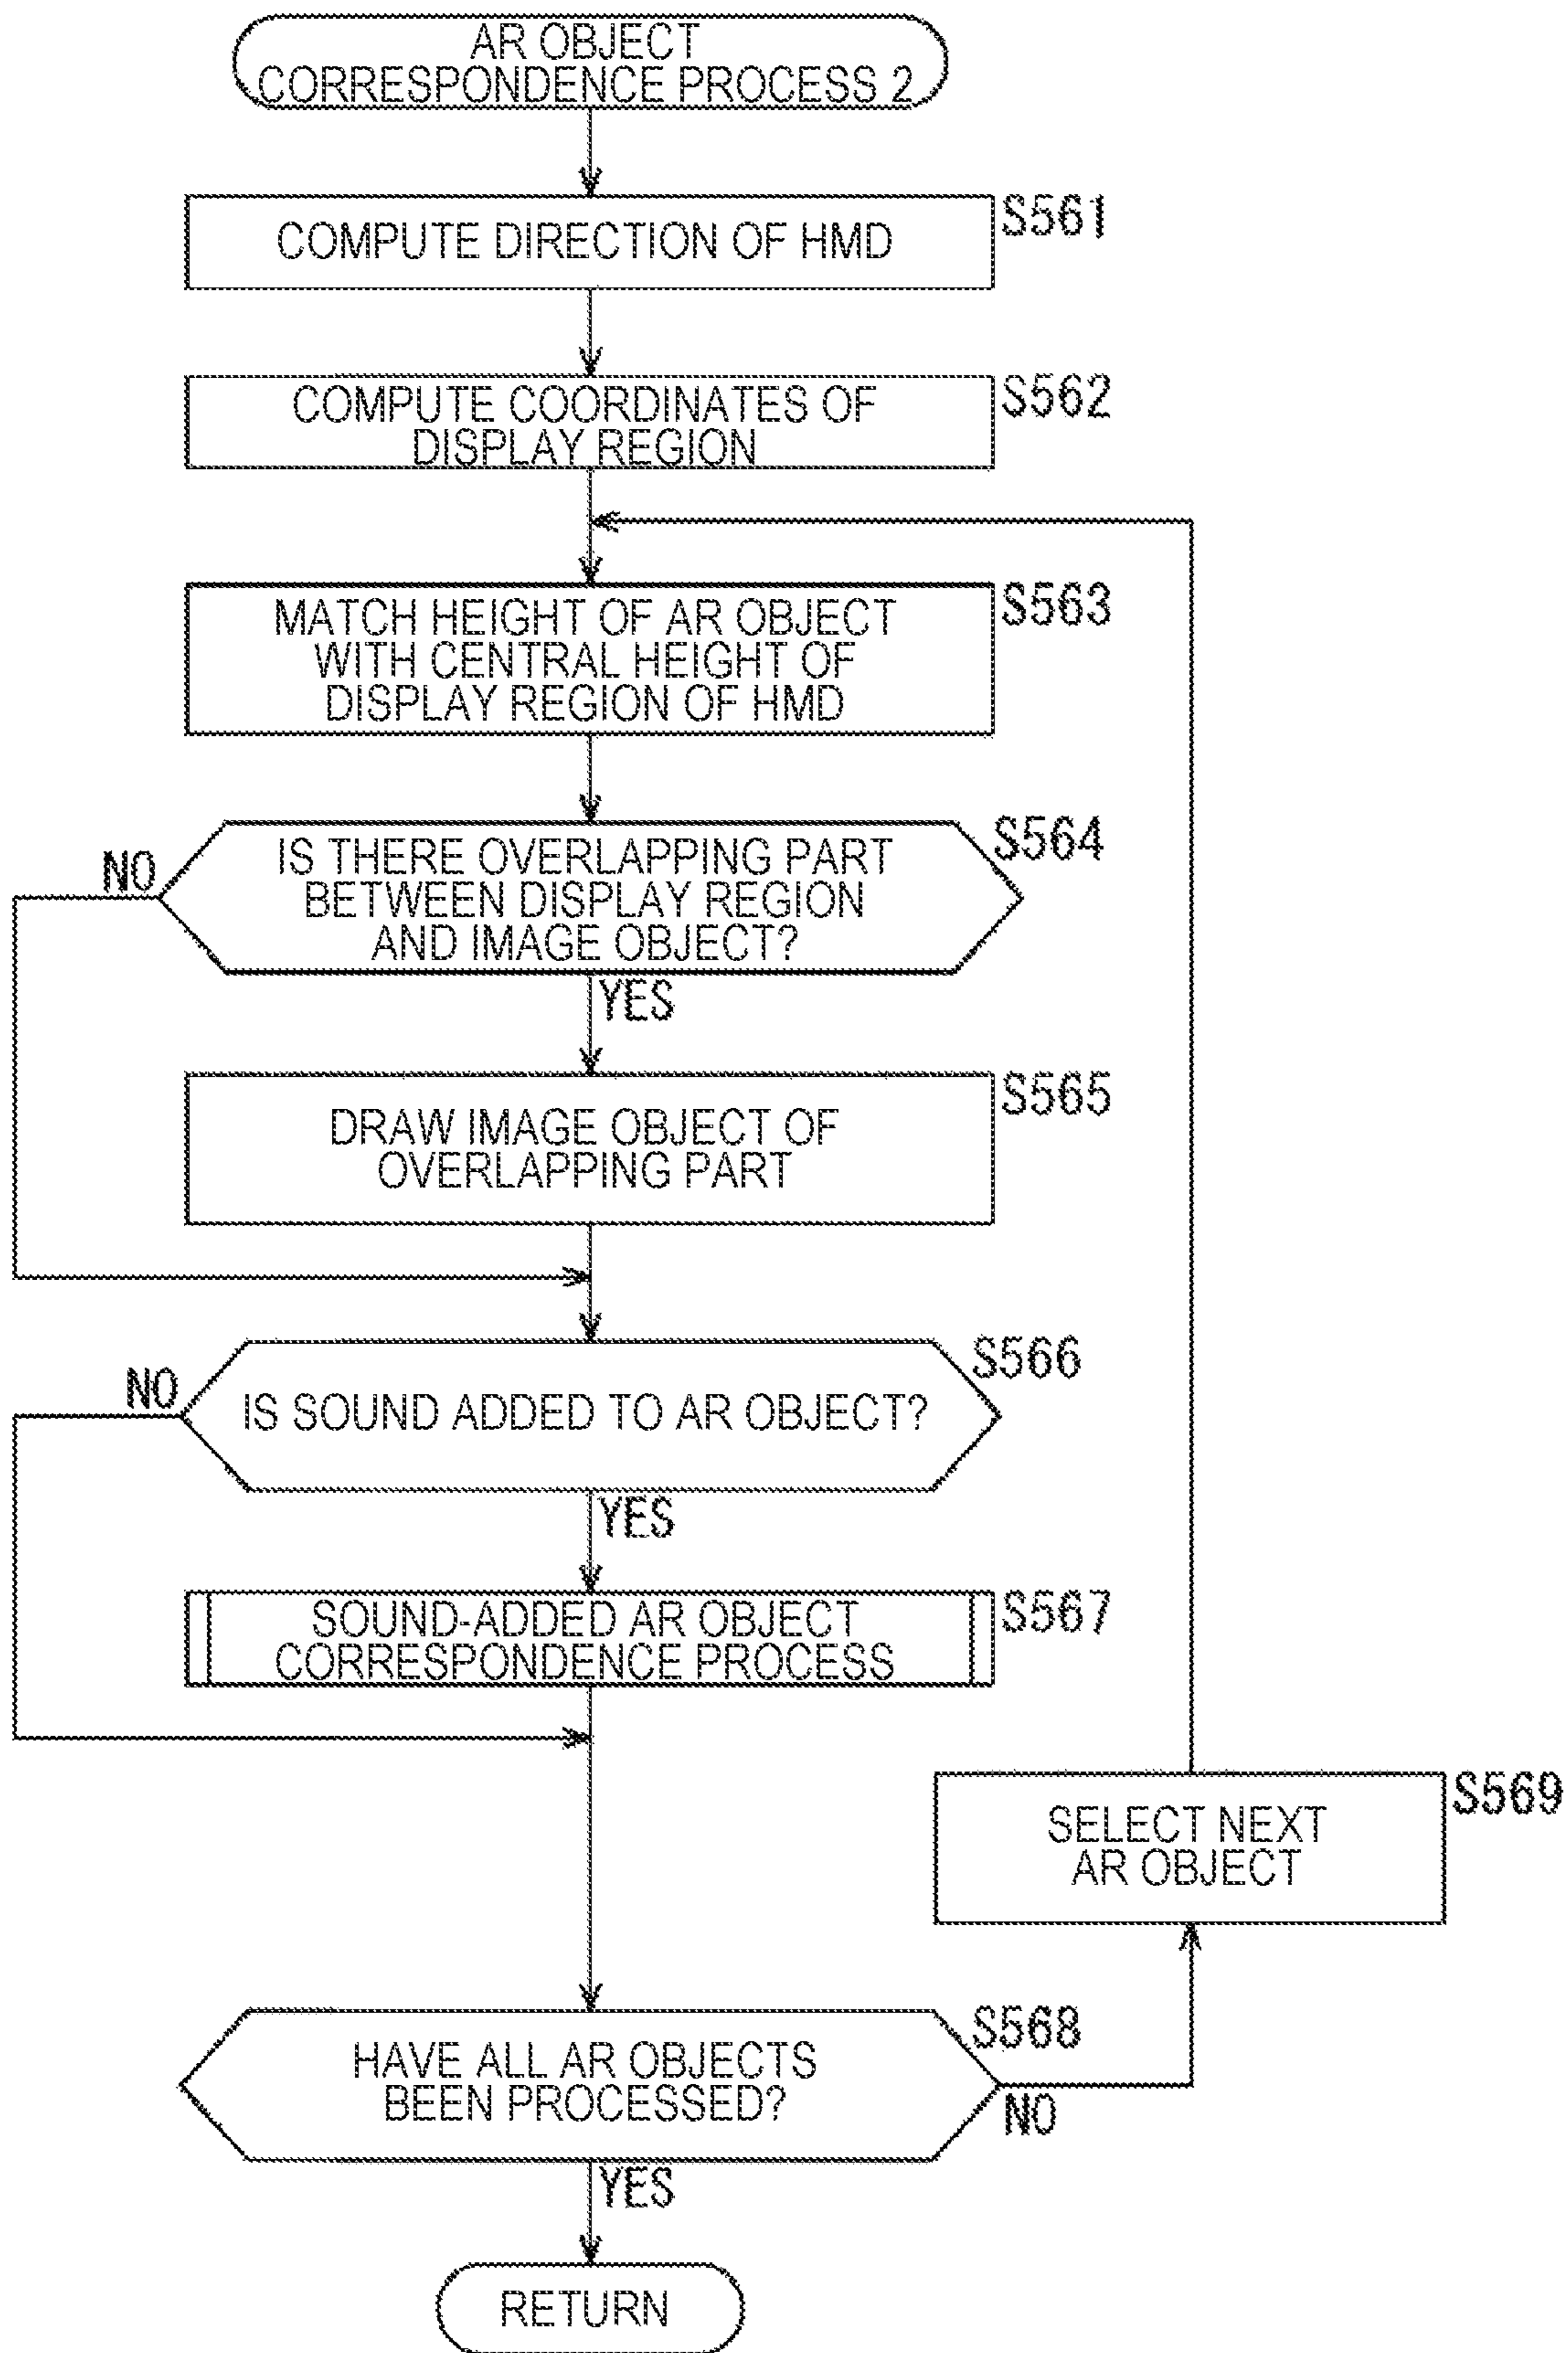 AR OBJECT
CORRESPONDENCE PROCESS 2
COMPUTE DIRECTION OF HMD
S561
COMPUTE COORDINATES OF
DISPLAY REGION
S562
MATCH HEIGHT OF AR OBJECT
WITH CENTRAL HEIGHT OF
DISPLAY REGION OF HMD
S563
IS THERE OVERLAPPING PART
BETWEEN DISPLAY REGION
AND IMAGE OBJECT?
S564
NO
YES
DRAW IMAGE OBJECT OF
OVERLAPPING PART
S565
IS SOUND ADDED TO AR OBJECT?
S566
NO
YES
SOUND-ADDED AR OBJECT
CORRESPONDENCE PROCESS
S567
SELECT NEXT
AR OBJECT
S569
HAVE ALL AR OBJECTS
BEEN PROCESSED?
S568
NO
YES
RETURN